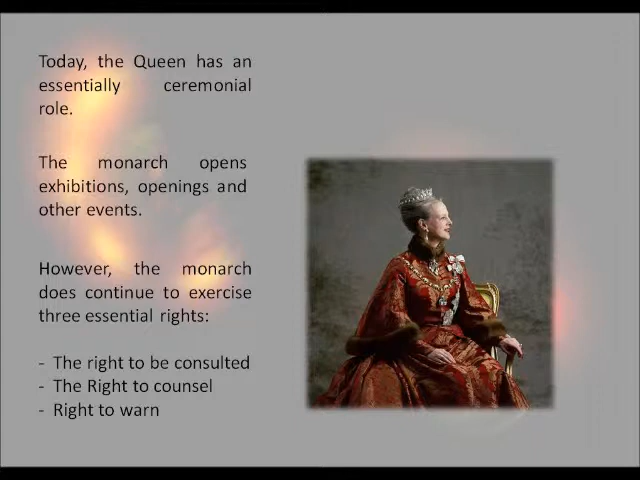 Today, the Queen has an
essentially ceremonial
role.
The monarch opens
exhibitions, openings and
other events.
However, the monarch
does continue to exercise
three essential rights:
- The right to be consulted
- The Right to counsel
- Right to warn